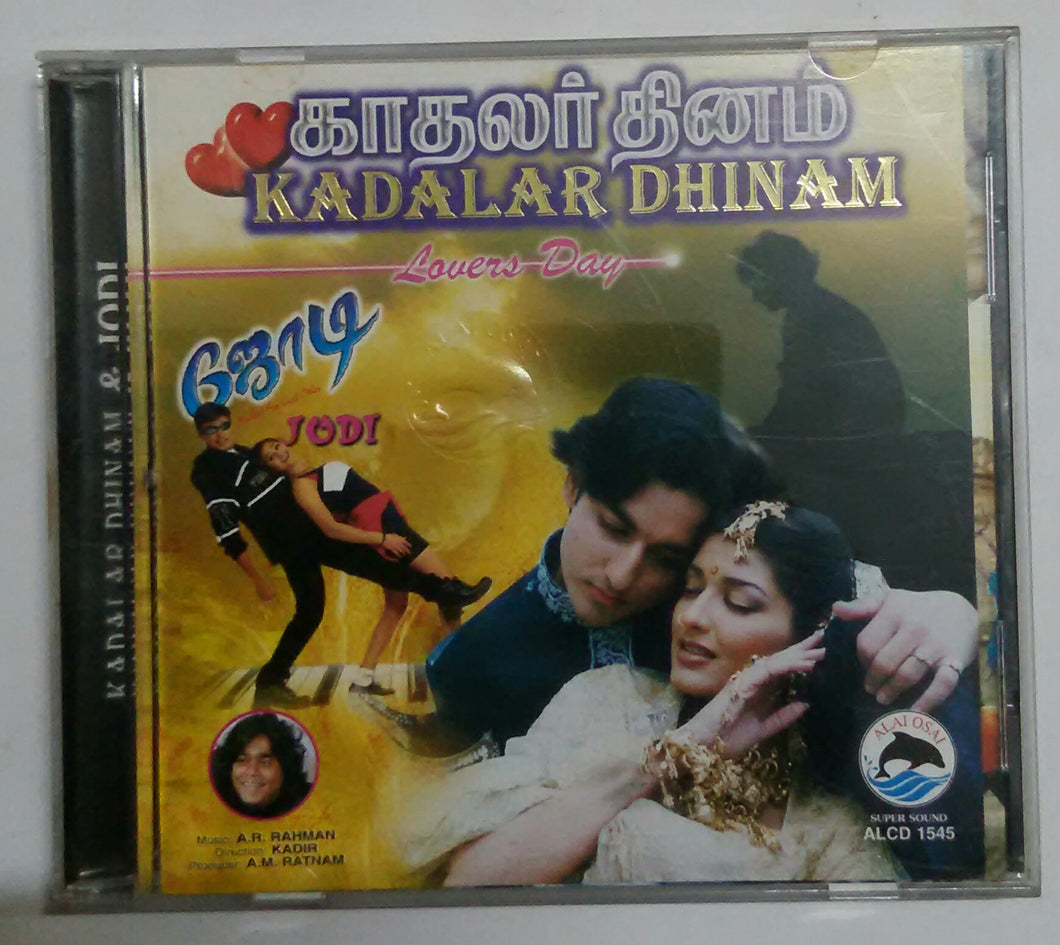 காதலர் தினம்
KADALAR DHINAM
Lovers Day
ஜோடி
JODI
KADALAR DHINAM & JODI
Music: A.R. RAHMAN
Direction: KADIR
Producer: A.M. RATNAM
ALAI OSAI
SUPER SOUND
ALCD 1545